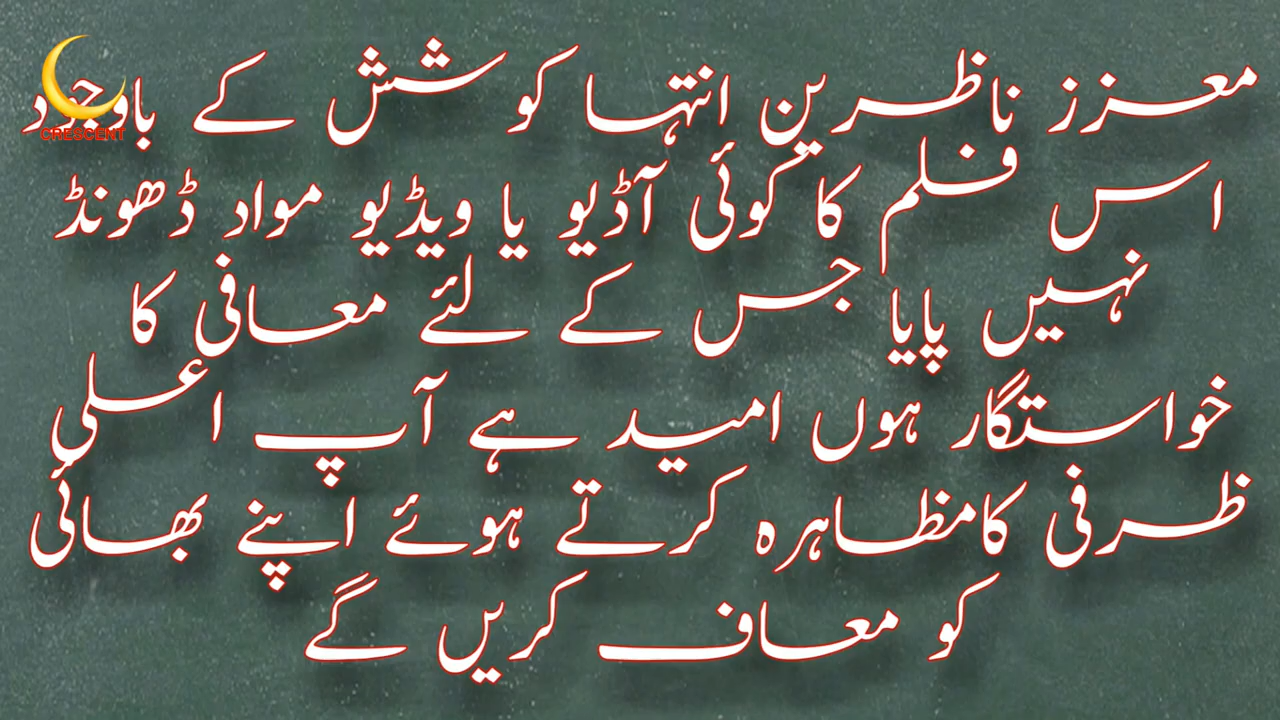 معزز ناظرین انتہا کوشش کے باوجود
اس فلم کا کوئی آڈیو یا ویڈیو مواد ڈھونڈ
نہیں پایا جس کے لئے معافی کا
خواستگار ہوں امید ہے آپ اعلی
ظرفی کامظاہرہ کرتے ہوئے اپنے بھائی
کو معاف کریں گے
CRESCENT